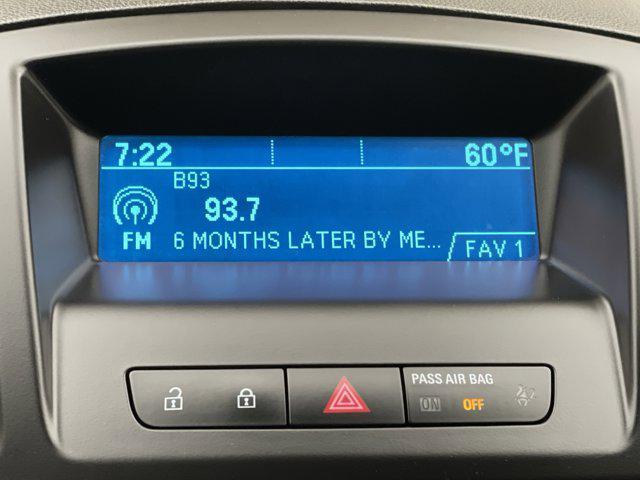 7:22 60°F
B93
93.7
FM 6 MONTHS LATER BY ME...
FAV 1
PASS AIR BAG
ON OFF